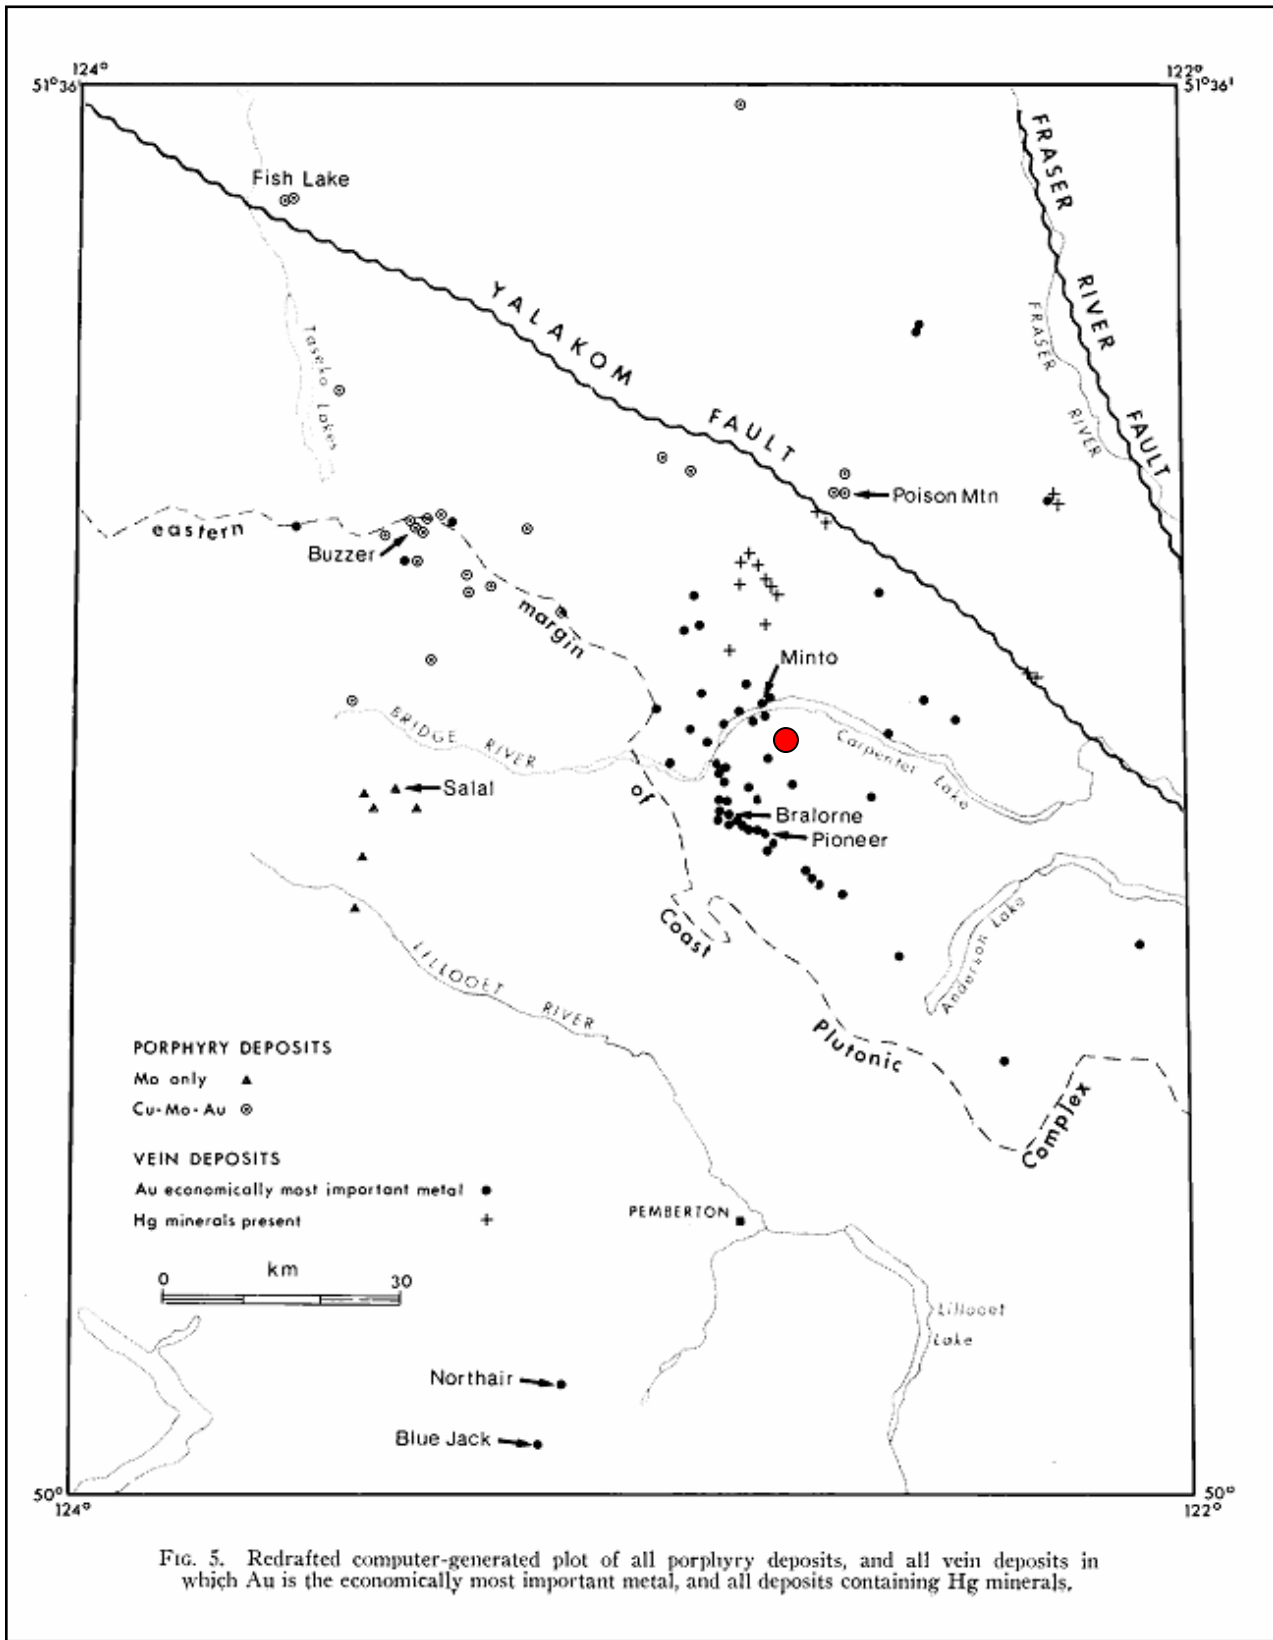 124°
122°
51°36'
51°36'
FRASER RIVER FAULT
Fish Lake
YALAKOM FAULT
Taseko Lakes
FRASER RIVER
Poison Mtn
eastern
Buzzer
margin
Minto
BRIDGE RIVER
Carpenter Lake
of
Salal
Bralorne
Pioneer
Coast
Anderson Lake
LILLOOET RIVER
Plutonic
Complex
PORPHYRY DEPOSITS
Mo only
Cu-Mo-Au
VEIN DEPOSITS
Au economically most important metal
Hg minerals present
PEMBERTON
km
0 30
Lillooet
Lake
Northair
Blue Jack
50°
50°
124°
122°
FIG. 5. Redrafted computer-generated plot of all porphyry deposits, and all vein deposits in
which Au is the economically most important metal, and all deposits containing Hg minerals.